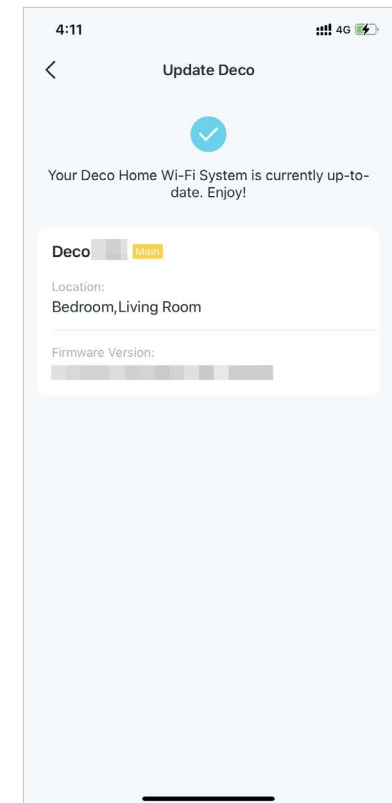 4:11
4G
Update Deco
Your Deco Home Wi-Fi System is currently up-to-
date. Enjoy!
Deco Main
Location:
Bedroom,Living Room
Firmware Version: